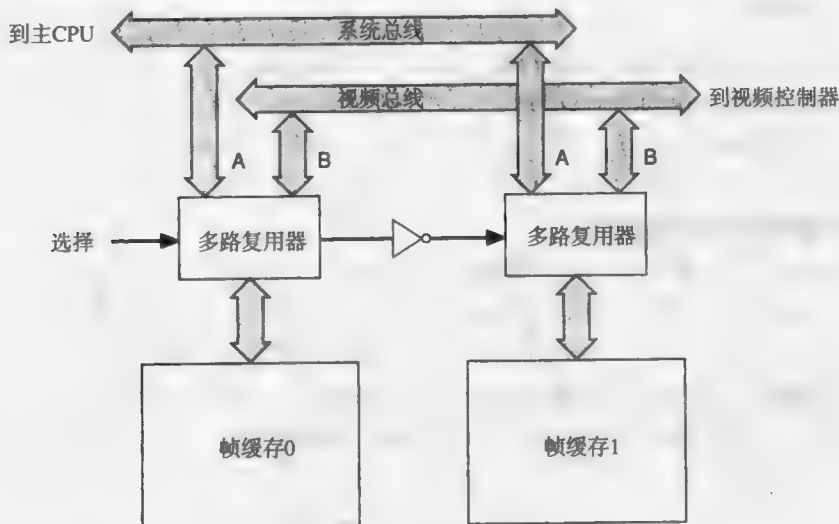 到主CPU
系统总线
视频总线
到视频控制器
A
B
A
B
选择
多路复用器
多路复用器
帧缓存0
帧缓存1